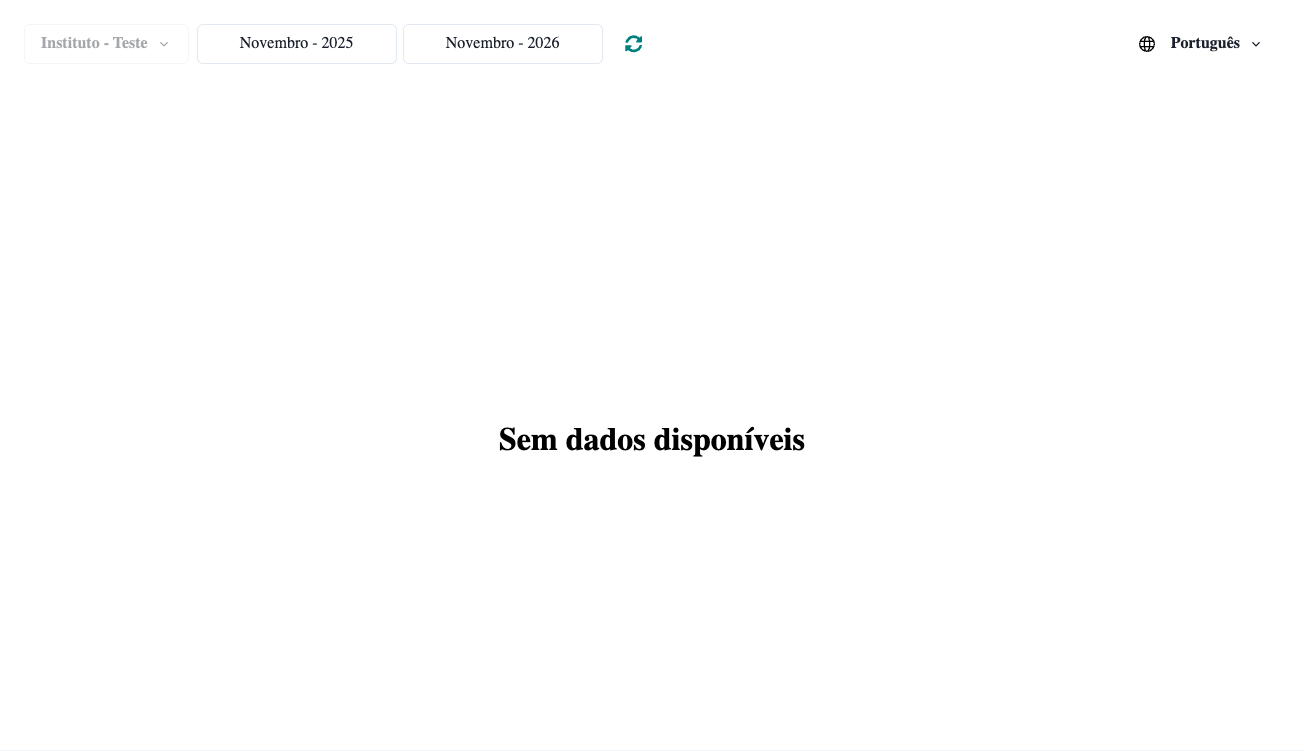 Instituto - Teste
Novembro - 2025
Novembro - 2026
Português
Sem dados disponíveis